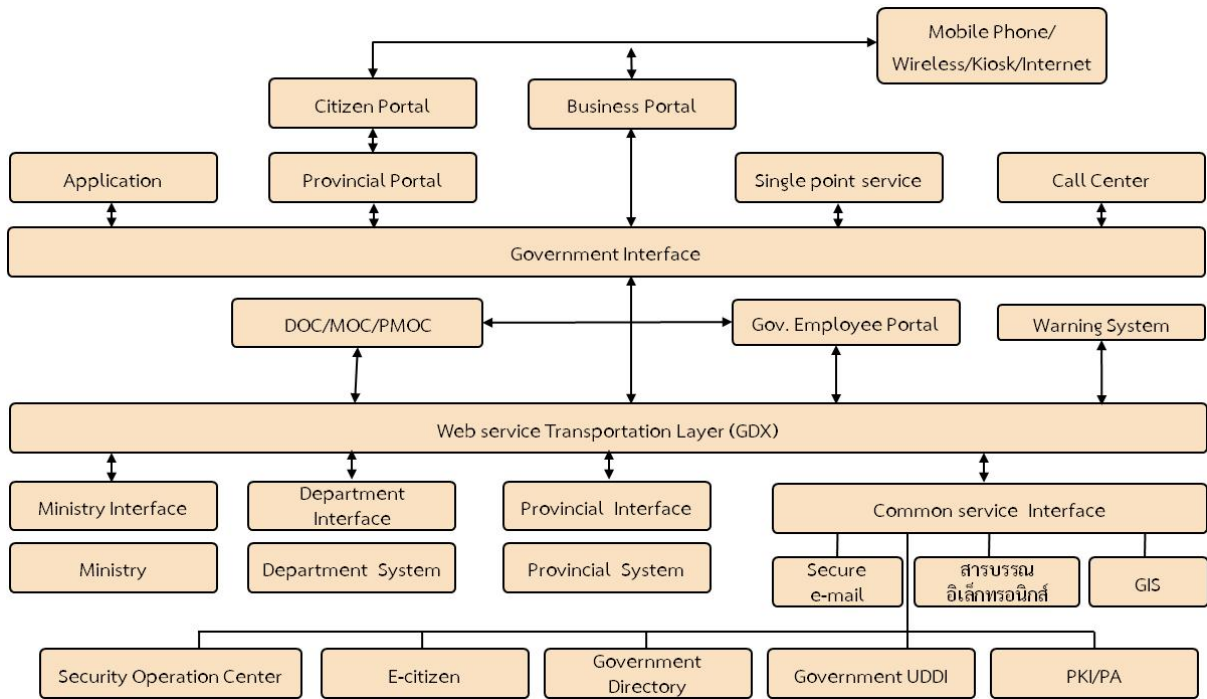 Mobile Phone/
Wireless/Kiosk/Internet
Citizen Portal
Business Portal
Application
Provincial Portal
Single point service
Call Center
Government Interface
DOC/MOC/PMOC
Gov. Employee Portal
Warning System
Web service Transportation Layer (GDX)
Ministry Interface
Department
Interface
Provincial Interface
Common service Interface
Ministry
Department System
Provincial System
Secure
e-mail
สารบรรณ
อิเล็กทรอนิกส์
GIS
Security Operation Center
E-citizen
Government
Directory
Government UDDI
PKI/PA